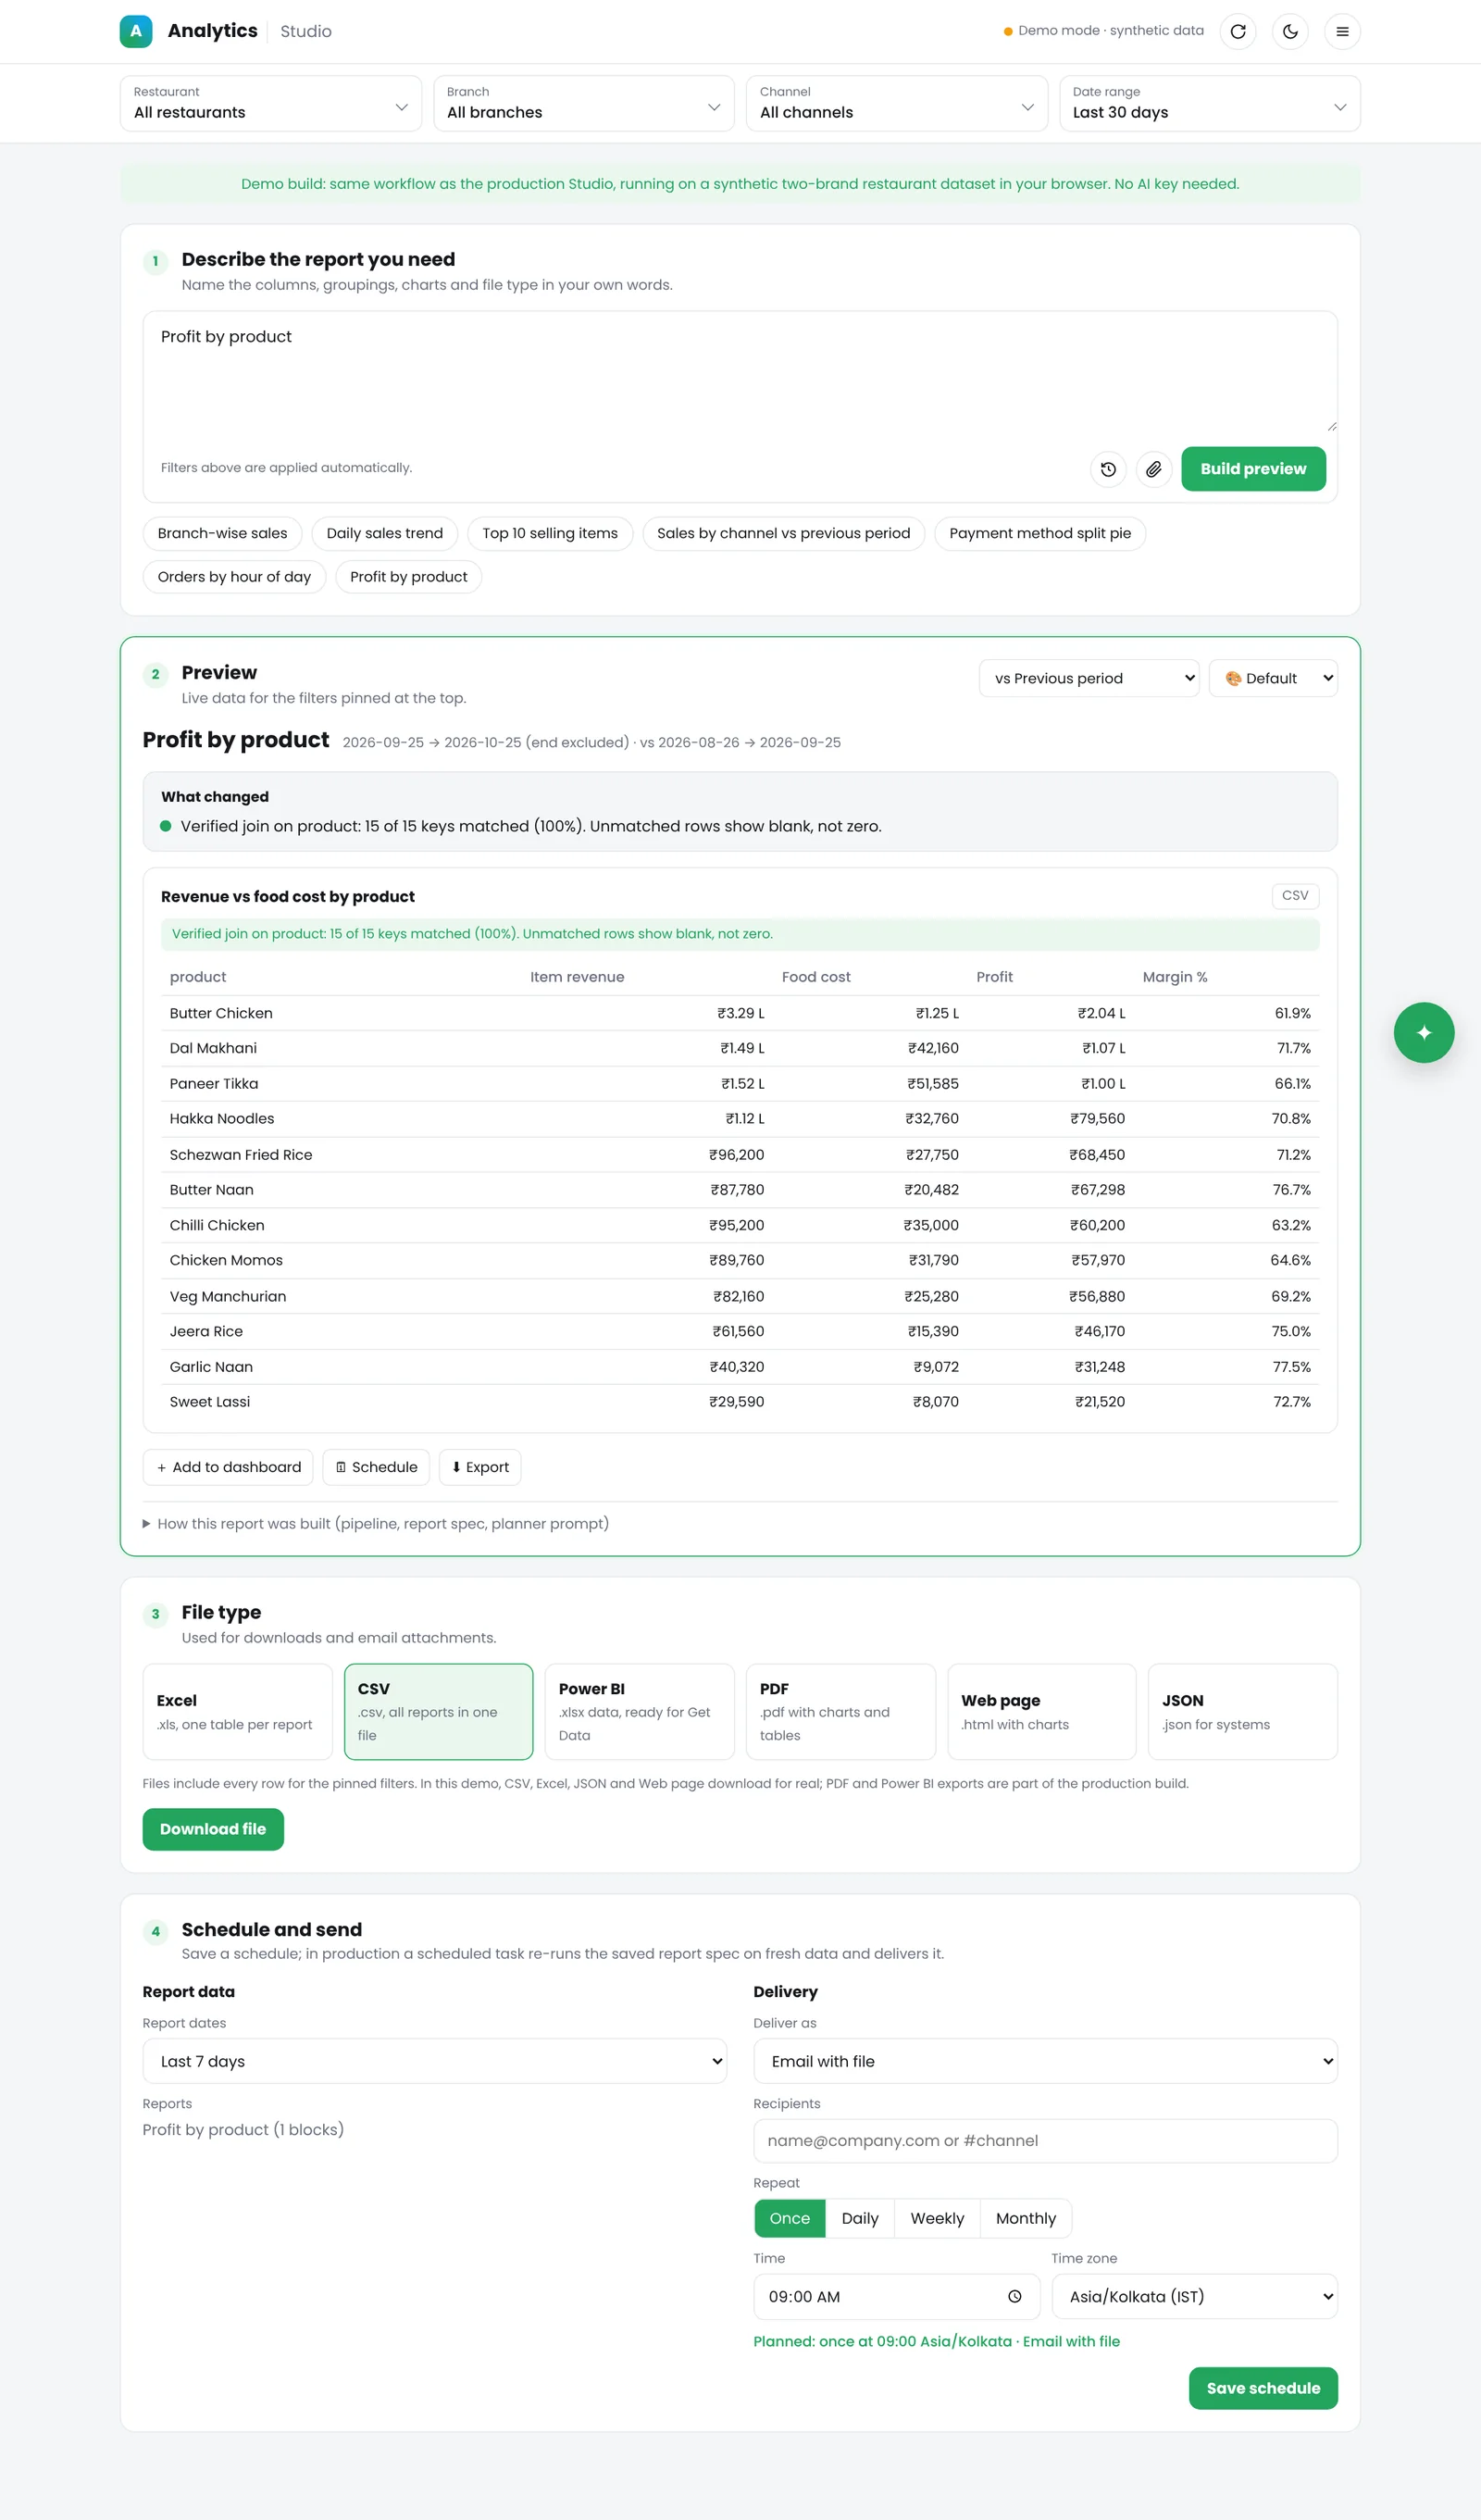 A Analytics Studio
Demo mode · synthetic data
Restaurant
All restaurants
Branch
All branches
Channel
All channels
Date range
Last 30 days
Demo build: same workflow as the production Studio, running on a synthetic two-brand restaurant dataset in your browser. No AI key needed.
1 Describe the report you need
Name the columns, groupings, charts and file type in your own words.
Profit by product
Filters above are applied automatically.
Build preview
Branch-wise sales
Daily sales trend
Top 10 selling items
Sales by channel vs previous period
Payment method split pie
Orders by hour of day
Profit by product
2 Preview
Live data for the filters pinned at the top.
vs Previous period
🎨 Default
Profit by product 2026-09-25 → 2026-10-25 (end excluded) · vs 2026-08-26 → 2026-09-25
What changed
Verified join on product: 15 of 15 keys matched (100%). Unmatched rows show blank, not zero.
Revenue vs food cost by product
CSV
Verified join on product: 15 of 15 keys matched (100%). Unmatched rows show blank, not zero.
product Item revenue Food cost Profit Margin %
Butter Chicken ₹3.29 L ₹1.25 L ₹2.04 L 61.9%
Dal Makhani ₹1.49 L ₹42,160 ₹1.07 L 71.7%
Paneer Tikka ₹1.52 L ₹51,585 ₹1.00 L 66.1%
Hakka Noodles ₹1.12 L ₹32,760 ₹79,560 70.8%
Schezwan Fried Rice ₹96,200 ₹27,750 ₹68,450 71.2%
Butter Naan ₹87,780 ₹20,482 ₹67,298 76.7%
Chilli Chicken ₹95,200 ₹35,000 ₹60,200 63.2%
Chicken Momos ₹89,760 ₹31,790 ₹57,970 64.6%
Veg Manchurian ₹82,160 ₹25,280 ₹56,880 69.2%
Jeera Rice ₹61,560 ₹15,390 ₹46,170 75.0%
Garlic Naan ₹40,320 ₹9,072 ₹31,248 77.5%
Sweet Lassi ₹29,590 ₹8,070 ₹21,520 72.7%
+ Add to dashboard
🗓 Schedule
⬇ Export
▶ How this report was built (pipeline, report spec, planner prompt)
3 File type
Used for downloads and email attachments.
Excel
.xls, one table per report
CSV
.csv, all reports in one
file
Power BI
.xlsx data, ready for Get
Data
PDF
.pdf with charts and
tables
Web page
.html with charts
JSON
.json for systems
Files include every row for the pinned filters. In this demo, CSV, Excel, JSON and Web page download for real; PDF and Power BI exports are part of the production build.
Download file
4 Schedule and send
Save a schedule; in production a scheduled task re-runs the saved report spec on fresh data and delivers it.
Report data
Report dates
Last 7 days
Reports
Profit by product (1 blocks)
Delivery
Deliver as
Email with file
Recipients
name@company.com or #channel
Repeat
Once Daily Weekly Monthly
Time
09:00 AM
Time zone
Asia/Kolkata (IST)
Planned: once at 09:00 Asia/Kolkata · Email with file
Save schedule